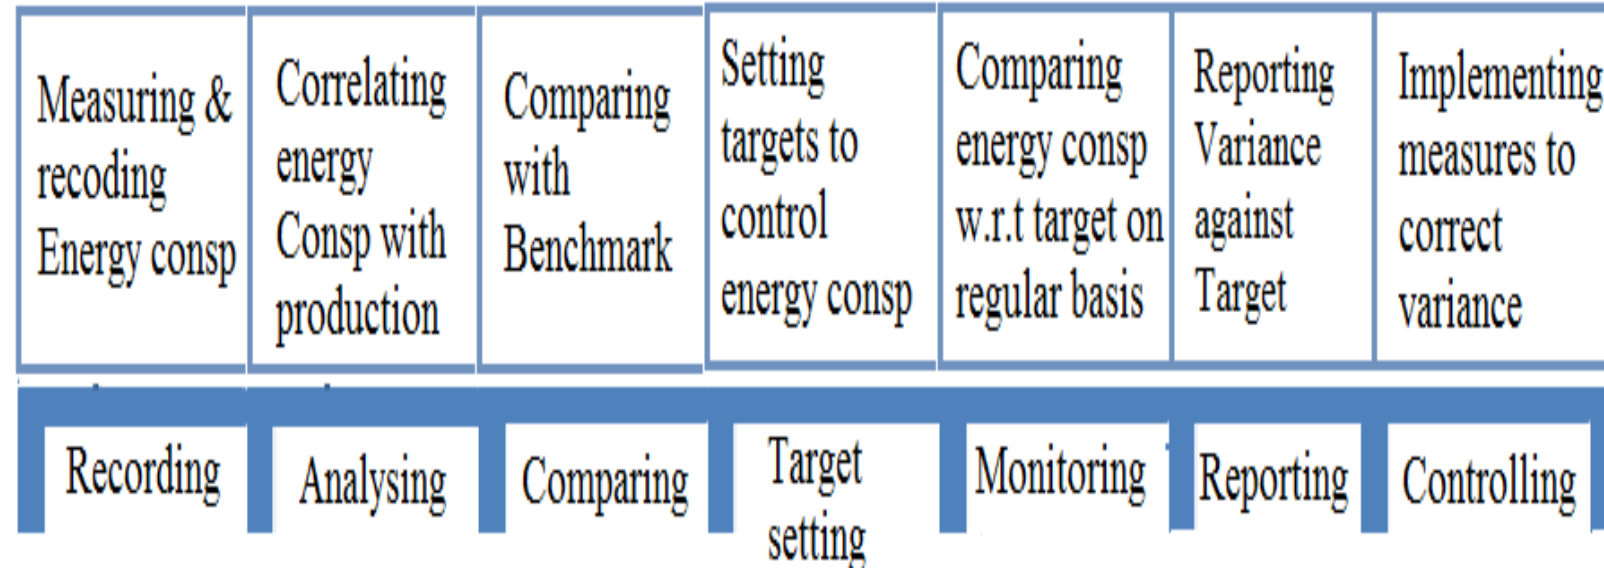 Measuring &
recoding
Energy consp
Correlating
energy
Consp with
production
Comparing
with
Benchmark
Setting
targets to
control
energy consp
Comparing
energy consp
w.r.t target on
regular basis
Reporting
Variance
against
Target
Implementing
measures to
correct
variance
Recording
Analysing
Comparing
Target
setting
Monitoring
Reporting
Controlling